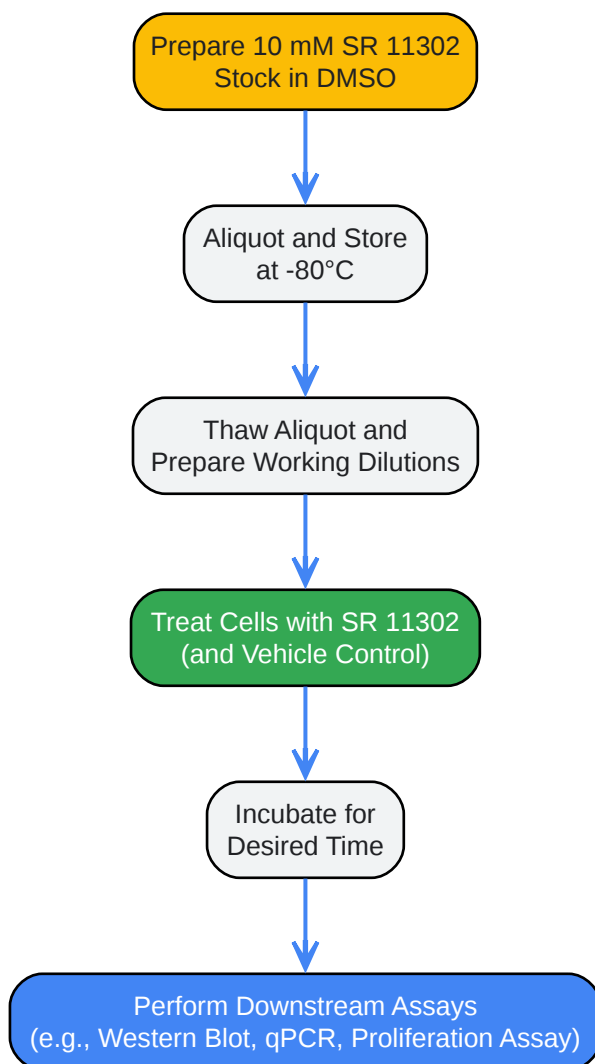 Prepare 10 mM SR 11302
Stock in DMSO
Aliquot and Store
at -80°C
Thaw Aliquot and
Prepare Working Dilutions
Treat Cells with SR 11302
(and Vehicle Control)
Incubate for
Desired Time
Perform Downstream Assays
(e.g., Western Blot, qPCR, Proliferation Assay)